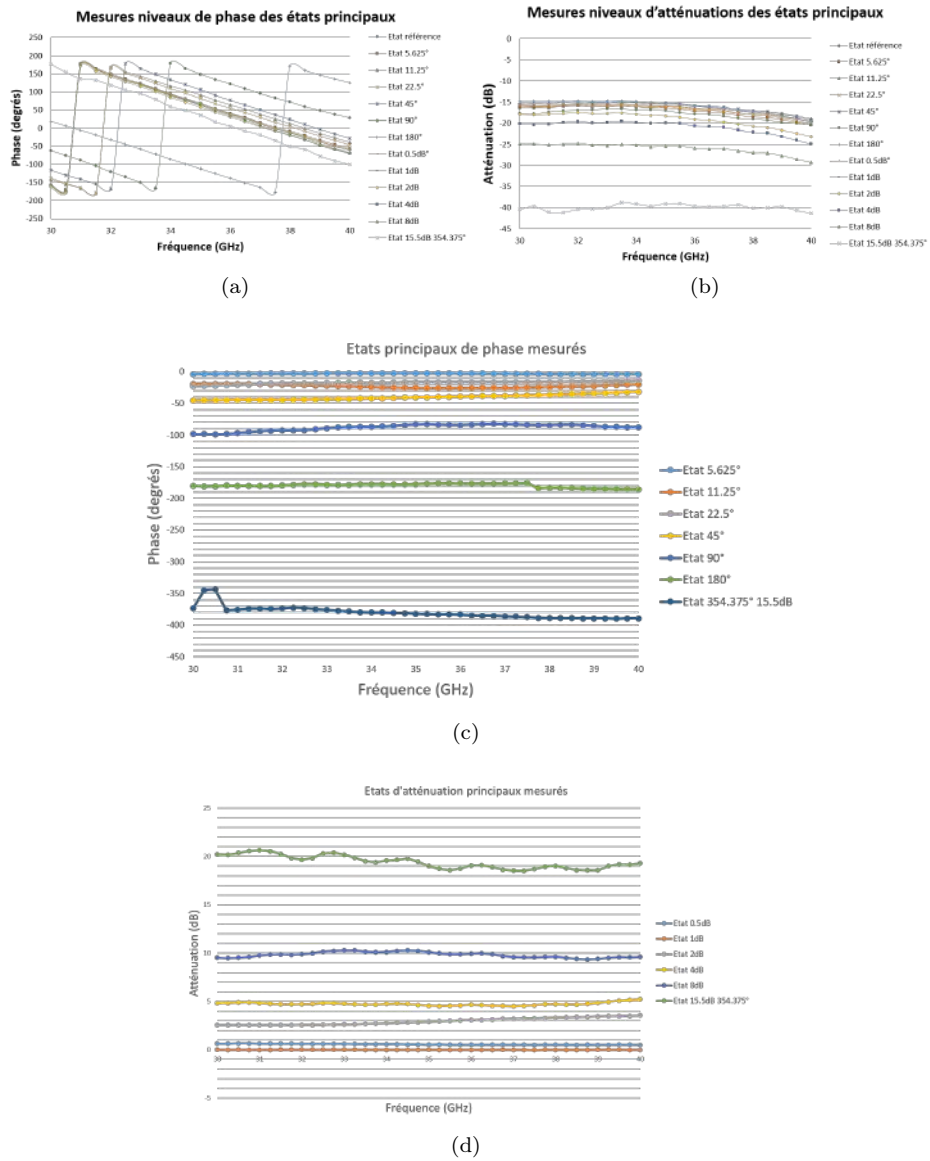 Mesures niveaux de phase des états principaux
Phase (degrés)
250
200
150
100
50
0
-50
-100
-150
-200
-250
30
32
34
36
38
40
Fréquence (GHz)
Etat référence
Etat 5.625°
Etat 11.25°
Etat 22.5°
Etat 45°
Etat 90°
Etat 180°
Etat 0.5dB°
Etat 1dB
Etat 2dB
Etat 4dB
Etat 8dB
Etat 15.5dB 354.375°
(a)
Mesures niveaux d'atténuations des états principaux
Atténuation (dB)
0
-5
-10
-15
-20
-25
-30
-35
-40
-45
30
32
34
36
38
40
Fréquence (GHz)
Etat référence
Etat 5.625°
Etat 11.25°
Etat 22.5°
Etat 45°
Etat 90°
Etat 180°
Etat 0.5dB°
Etat 1dB
Etat 2dB
Etat 4dB
Etat 8dB
Etat 15.5dB 354.375°
(b)
Etats principaux de phase mesurés
Phase (degrés)
0
-50
-100
-150
-200
-250
-300
-350
-400
-450
30
31
32
33
34
35
36
37
38
39
40
Fréquence (GHz)
Etat 5.625°
Etat 11.25°
Etat 22.5°
Etat 45°
Etat 90°
Etat 180°
Etat 354.375° 15.5dB
(c)
Etats d'atténuation principaux mesurés
Atténuation (dB)
25
20
15
10
5
0
-5
30
31
32
33
34
35
36
37
38
39
40
Fréquence (GHz)
Etat 0.5dB
Etat 1dB
Etat 2dB
Etat 4dB
Etat 8dB
Etat 15.5dB 354.375°
(d)